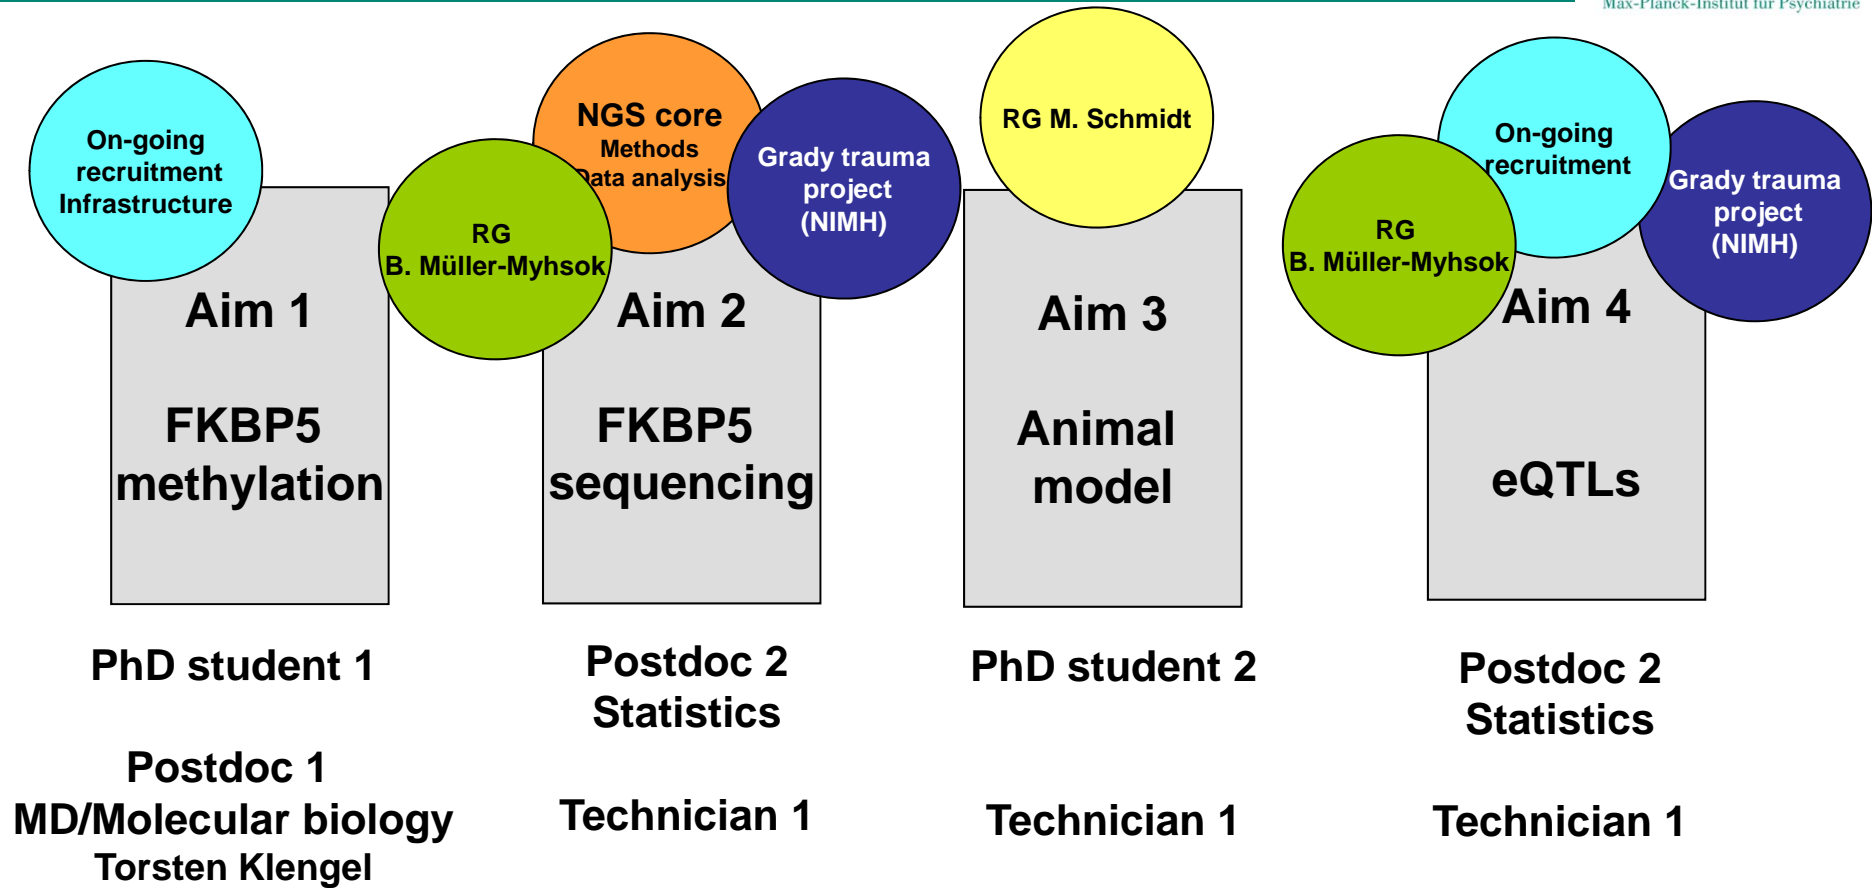 Max-Planck-Institut für Psychiatrie
On-going
recruitment
Infrastructure
Aim 1
FKBP5
methylation
PhD student 1
Postdoc 1
MD/Molecular biology
Torsten Klengel
RG
B. Müller-Myhsok
NGS core
Methods
Data analysis
Grady trauma
project
(NIMH)
Aim 2
FKBP5
sequencing
Postdoc 2
Statistics
Technician 1
RG M. Schmidt
Aim 3
Animal
model
PhD student 2
Technician 1
RG
B. Müller-Myhsok
On-going
recruitment
Grady trauma
project
(NIMH)
Aim 4
eQTLs
Postdoc 2
Statistics
Technician 1